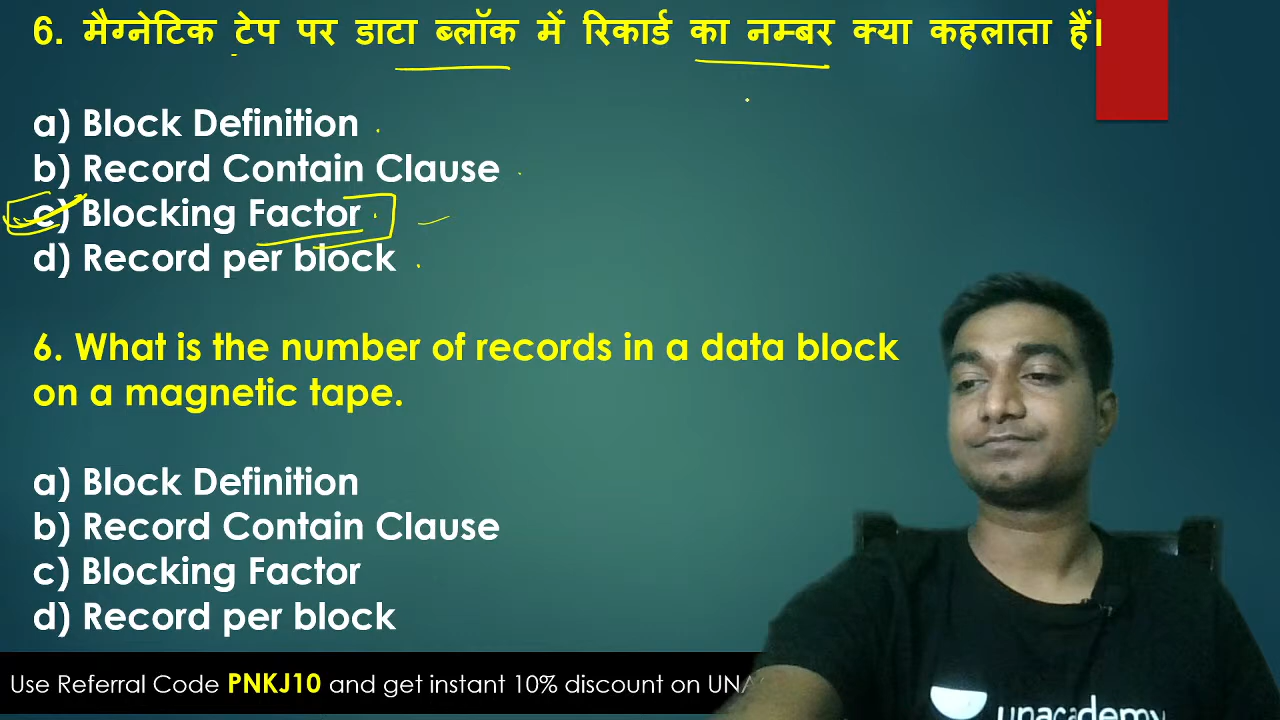 6. मैग्नेटिक टेप पर डाटा ब्लॉक में रिकार्ड का नम्बर क्या कहलाता हैं।
a) Block Definition
b) Record Contain Clause
c) Blocking Factor
d) Record per block
6. What is the number of records in a data block
on a magnetic tape.
a) Block Definition
b) Record Contain Clause
c) Blocking Factor
d) Record per block
Use Referral Code PNKJ10 and get instant 10% discount on UNA
unacademy